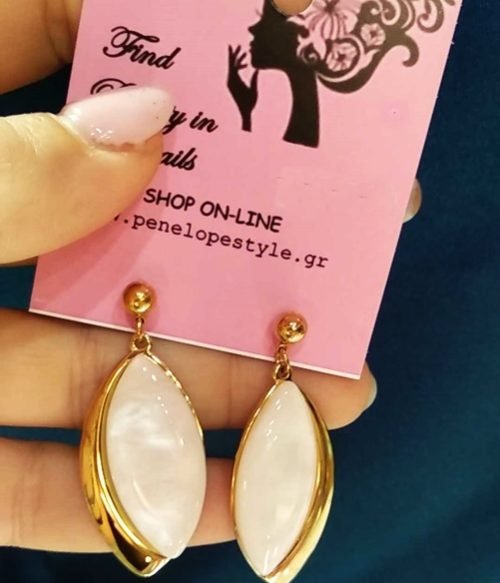 Find
in
SHOP ON-LINE
.penelopestyle.gr